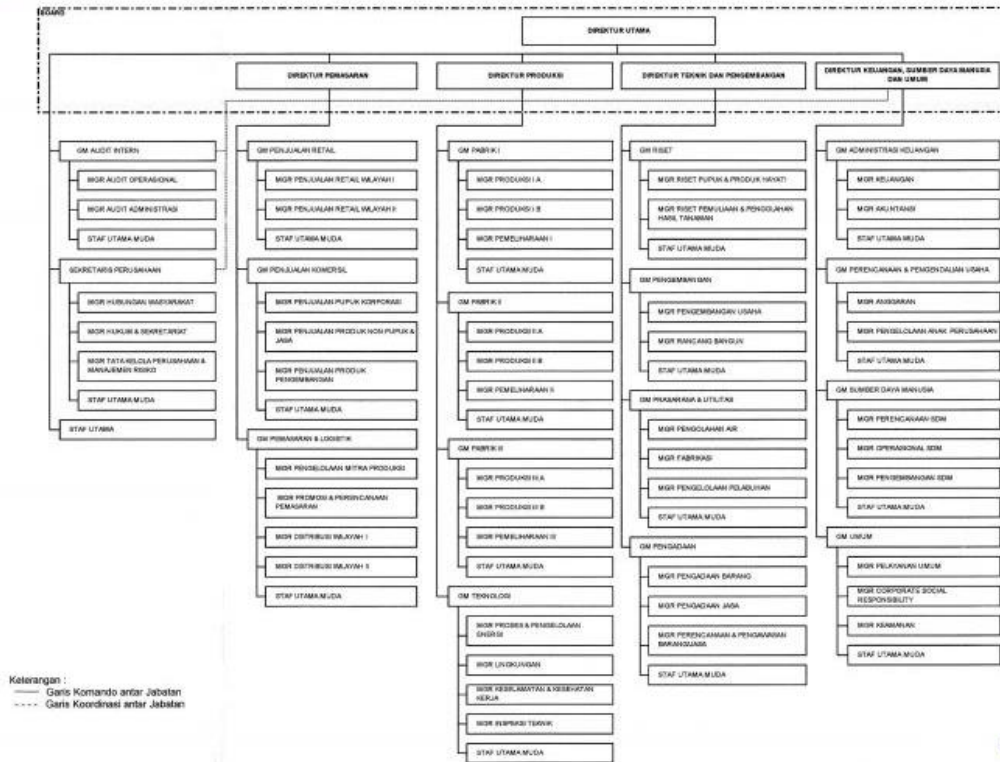 BOARD
DIREKTUR UTAMA
DIREKTUR PEMASARAN
DIREKTUR PRODUKSI
DIREKTUR TEKNIK DAN PENGEMBANGAN
DIREKTUR KEUANGAN, SUMBER DAYA MANUSIA
DAN UMUM
GM AUDIT INTERN
MGR AUDIT OPERASIONAL
MGR AUDIT ADMINISTRASI
STAF UTAMA MUDA
SEKRETARIS PERUSAHAAN
MGR HUBUNGAN MASYARAKAT
MGR HUKUM & SEKRETARIAT
MGR TATA KELOLA PERUSAHAAN &
MANAJEMEN RISIKO
STAF UTAMA MUDA
STAF UTAMA
GM PENJUALAN RETAIL
MGR PENJUALAN RETAIL WILAYAH I
MGR PENJUALAN RETAIL WILAYAH II
STAF UTAMA MUDA
GM PENJUALAN KOMERSIL
MGR PENJUALAN PUPUK KORPORASI
MGR PENJUALAN PRODUK NON PUPUK &
JASA
MGR PENJUALAN PRODUK
PENGEMBANGAN
STAF UTAMA MUDA
GM PEMASARAN & LOGISTIK
MGR PENGELOLAAN MITRA PRODUKSI
MGR PROMOSI & PERENCANAAN
PEMASARAN
MGR DISTRIBUSI WILAYAH I
MGR DISTRIBUSI WILAYAH II
STAF UTAMA MUDA
GM PABRIK I
MGR PRODUKSI I A
MGR PRODUKSI I B
MGR PEMELIHARAAN I
STAF UTAMA MUDA
GM PABRIK II
MGR PRODUKSI II A
MGR PRODUKSI II B
MGR PEMELIHARAAN II
STAF UTAMA MUDA
GM PABRIK III
MGR PRODUKSI III A
MGR PRODUKSI III B
MGR PEMELIHARAAN III
STAF UTAMA MUDA
GM TEKNOLOGI
MGR PROSES & PENGELOLAAN
ENERGI
MGR LINGKUNGAN
MGR KESELAMATAN & KESEHATAN
KERJA
MGR INSPEKSI TEKNIK
STAF UTAMA MUDA
GM RISET
MGR RISET PUPUK & PRODUK HAYATI
MGR RISET PEMULIAAN & PENGOLAHAN
HASIL TANAMAN
STAF UTAMA MUDA
GM PENGEMBANGAN
MGR PENGEMBANGAN USAHA
MGR RANCANG BANGUN
STAF UTAMA MUDA
GM PRASARANA & UTILITAS
MGR PENGOLAHAN AIR
MGR FABRIKASI
MGR PENGELOLAAN PELABUHAN
STAF UTAMA MUDA
GM PENGADAAN
MGR PENGADAAN BARANG
MGR PENGADAAN JASA
MGR PERENCANAAN & PENGAWASAN
BARANG/JASA
STAF UTAMA MUDA
GM ADMINISTRASI KEUANGAN
MGR KEUANGAN
MGR AKUNTANSI
STAF UTAMA MUDA
GM PERENCANAAN & PENGENDALIAN USAHA
MGR ANGGARAN
MGR PENGELOLAAN ANAK PERUSAHAAN
STAF UTAMA MUDA
GM SUMBER DAYA MANUSIA
MGR PERENCANAAN SDM
MGR OPERASIONAL SDM
MGR PENGEMBANGAN SDM
STAF UTAMA MUDA
GM UMUM
MGR PELAYANAN UMUM
MGR CORPORATE SOCIAL
RESPONSIBILITY
MGR KEAMANAN
STAF UTAMA MUDA
Keterangan :
Garis Komando antar Jabatan
Garis Koordinasi antar Jabatan